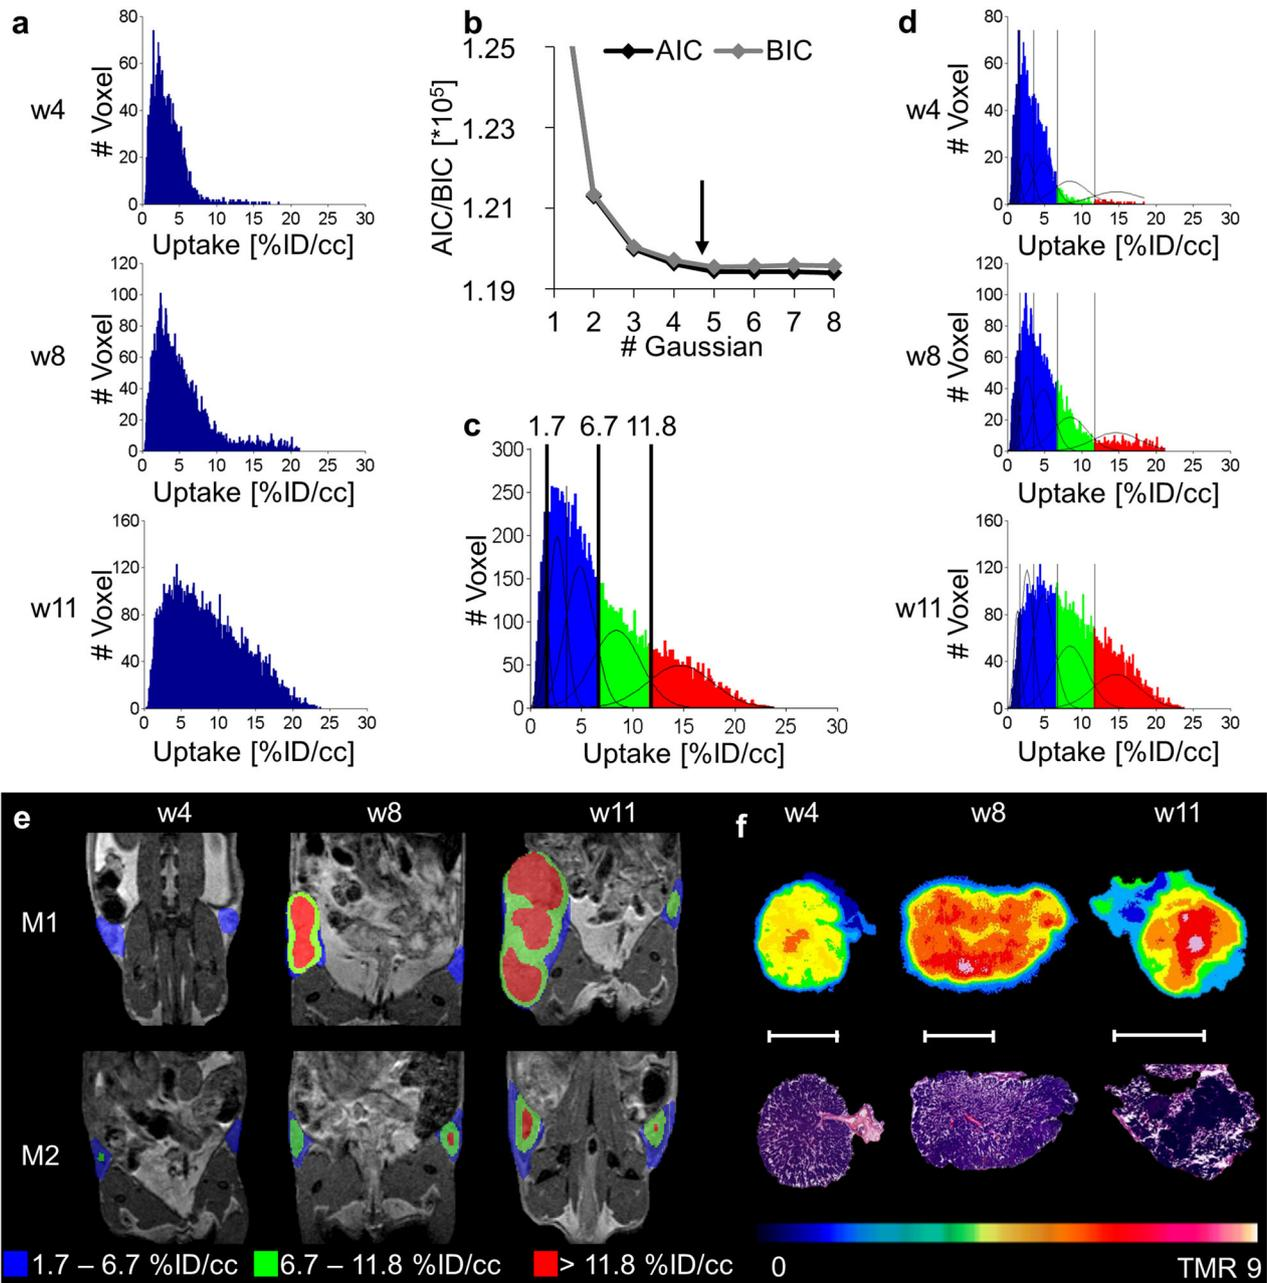 a
w4
# Voxel
80
60
40
20
0
0 5 10 15 20 25 30
Uptake [%ID/cc]
w8
# Voxel
120
100
80
60
40
20
0
0 5 10 15 20 25 30
Uptake [%ID/cc]
w11
# Voxel
160
120
80
40
0
0 5 10 15 20 25 30
Uptake [%ID/cc]
b
AIC BIC
AIC/BIC [*10⁵]
1.25
1.23
1.21
1.19
1 2 3 4 5 6 7 8
# Gaussian
c
1.7 6.7 11.8
# Voxel
300
250
200
150
100
50
0
0 5 10 15 20 25 30
Uptake [%ID/cc]
d
w4
# Voxel
80
60
40
20
0
0 5 10 15 20 25 30
Uptake [%ID/cc]
w8
# Voxel
120
100
80
60
40
20
0
0 5 10 15 20 25 30
Uptake [%ID/cc]
w11
# Voxel
160
120
80
40
0
0 5 10 15 20 25 30
Uptake [%ID/cc]
e
w4 w8 w11
M1
M2
1.7 – 6.7 %ID/cc 6.7 – 11.8 %ID/cc > 11.8 %ID/cc
f
w4 w8 w11
0 TMR 9